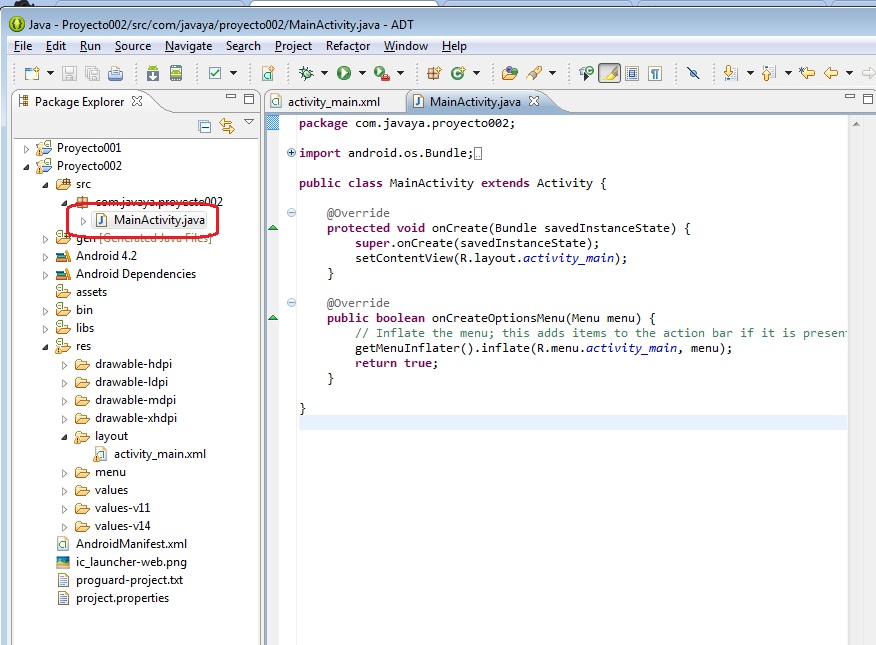 Java - Proyecto002/src/com/javaya/proyecto002/MainActivity.java - ADT
File Edit Run Source Navigate Search Project Refactor Window Help
Package Explorer
Proyecto001
Proyecto002
src
com.javaya.proyecto002
MainActivity.java
gen [Generated Java Files]
Android 4.2
Android Dependencies
assets
bin
libs
res
drawable-hdpi
drawable-ldpi
drawable-mdpi
drawable-xhdpi
layout
activity_main.xml
menu
values
values-v11
values-v14
AndroidManifest.xml
ic_launcher-web.png
proguard-project.txt
project.properties
activity_main.xml MainActivity.java
package com.javaya.proyecto002;
import android.os.Bundle;
public class MainActivity extends Activity {
@Override
protected void onCreate(Bundle savedInstanceState) {
super.onCreate(savedInstanceState);
setContentView(R.layout.activity_main);
}
@Override
public boolean onCreateOptionsMenu(Menu menu) {
// Inflate the menu; this adds items to the action bar if it is present
getMenuInflater().inflate(R.menu.activity_main, menu);
return true;
}
}